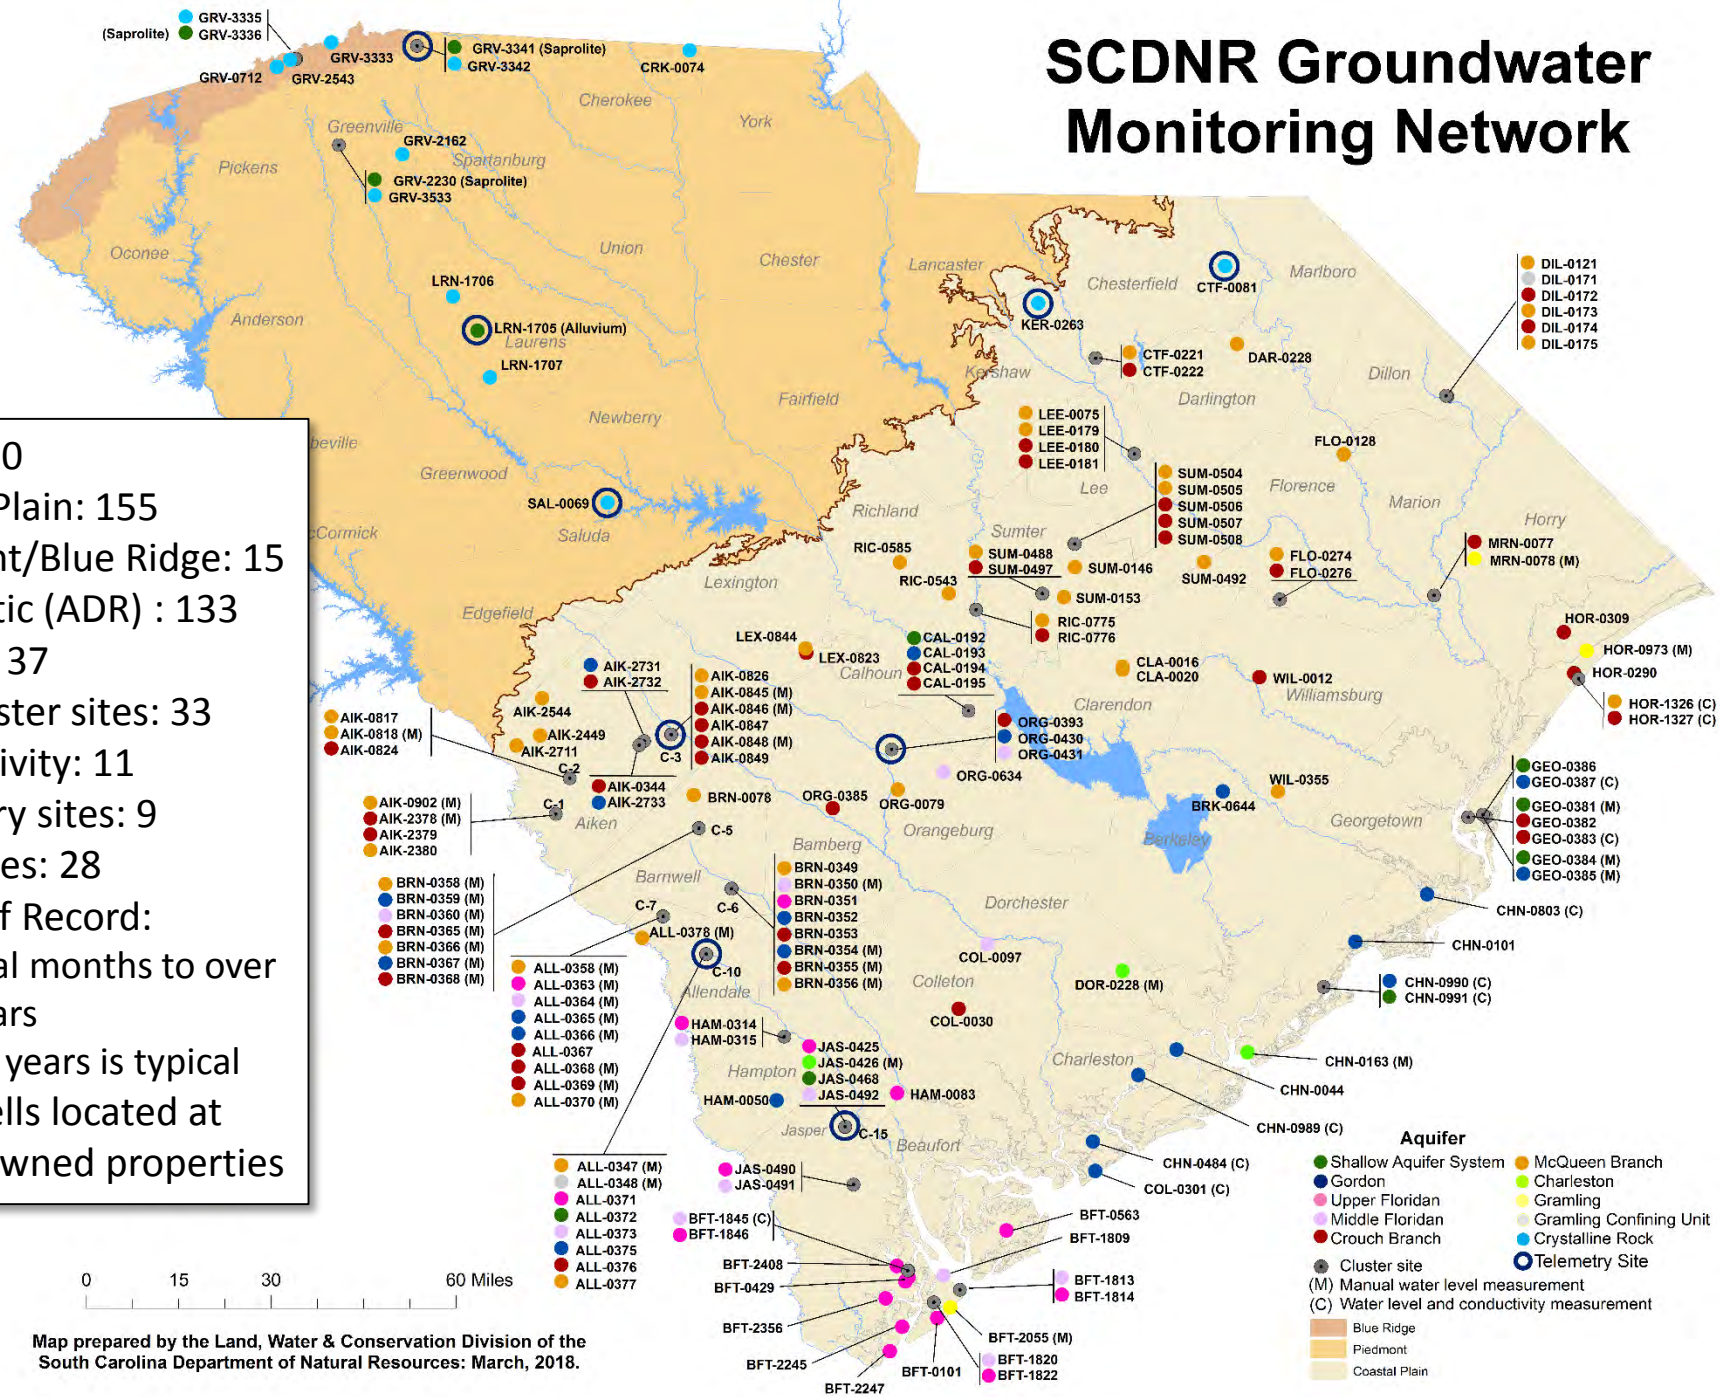 SCDNR Groundwater
Monitoring Network
GRV-3335
(Saprolite) GRV-3336
GRV-0712
GRV-2543
GRV-3333
GRV-3341 (Saprolite)
GRV-3342
CRK-0074
Cherokee
York
Greenville
GRV-2162
Spartanburg
Pickens
GRV-2230 (Saprolite)
GRV-3533
Oconee
Union
Chester
Lancaster
Chesterfield
Marlboro
CTF-0081
LRN-1706
Anderson
LRN-1705 (Alluvium)
Laurens
LRN-1707
KER-0263
Kershaw
CTF-0221
CTF-0222
DAR-0228
Dillon
DIL-0121
DIL-0171
DIL-0172
DIL-0173
DIL-0174
DIL-0175
Newberry
Fairfield
Darlington
LEE-0075
LEE-0179
LEE-0180
LEE-0181
Lee
FLO-0128
beville
Greenwood
SUM-0504
SUM-0505
SUM-0506
SUM-0507
SUM-0508
Florence
Marion
Horry
SAL-0069
Saluda
cCormick
Richland
Sumter
RIC-0585
RIC-0543
SUM-0488
SUM-0497
SUM-0146
SUM-0153
SUM-0492
FLO-0274
FLO-0276
MRN-0077
MRN-0078 (M)
Lexington
Edgefield
RIC-0775
RIC-0776
HOR-0309
HOR-0973 (M)
HOR-0290
HOR-1326 (C)
HOR-1327 (C)
LEX-0844
LEX-0823
Calhoun
CAL-0192
CAL-0193
CAL-0194
CAL-0195
CLA-0016
CLA-0020
Clarendon
WIL-0012
Williamsburg
0
Plain: 155
nt/Blue Ridge: 15
tic (ADR) : 133
37
ster sites: 33
ivity: 11
ry sites: 9
es: 28
f Record:
al months to over
ars
years is typical
ells located at
wned properties
AIK-2731
AIK-2732
AIK-0826
AIK-0845 (M)
AIK-0846 (M)
AIK-0847
AIK-0848 (M)
AIK-0849
AIK-2544
AIK-2449
AIK-2711
C-2
C-3
AIK-0817
AIK-0818 (M)
AIK-0824
AIK-0344
AIK-2733
ORG-0393
ORG-0430
ORG-0431
ORG-0634
ORG-0079
ORG-0385
Orangeburg
BRN-0078
C-1
Aiken
AIK-0902 (M)
AIK-2378 (M)
AIK-2379
AIK-2380
C-5
BRK-0644
Berkeley
WIL-0355
Georgetown
GEO-0386
GEO-0387 (C)
GEO-0381 (M)
GEO-0382
GEO-0383 (C)
GEO-0384 (M)
GEO-0385 (M)
Bamberg
Barnwell
BRN-0358 (M)
BRN-0359 (M)
BRN-0360 (M)
BRN-0365 (M)
BRN-0366 (M)
BRN-0367 (M)
BRN-0368 (M)
C-7
C-6
BRN-0349
BRN-0350 (M)
BRN-0351
BRN-0352
BRN-0353
BRN-0354 (M)
BRN-0355 (M)
BRN-0356 (M)
Dorchester
CHN-0803 (C)
CHN-0101
ALL-0378 (M)
C-10
Allendale
COL-0097
Colleton
DOR-0228 (M)
CHN-0990 (C)
CHN-0991 (C)
ALL-0358 (M)
ALL-0363 (M)
ALL-0364 (M)
ALL-0365 (M)
ALL-0366 (M)
ALL-0367
ALL-0368 (M)
ALL-0369 (M)
ALL-0370 (M)
COL-0030
HAM-0314
HAM-0315
JAS-0425
JAS-0426 (M)
JAS-0468
JAS-0492
Hampton
HAM-0050
HAM-0083
Charleston
CHN-0163 (M)
CHN-0044
CHN-0989 (C)
Jasper
C-15
Beaufort
CHN-0484 (C)
COL-0301 (C)
ALL-0347 (M)
ALL-0348 (M)
ALL-0371
ALL-0372
ALL-0373
ALL-0375
ALL-0376
ALL-0377
JAS-0490
JAS-0491
BFT-1845 (C)
BFT-1846
BFT-0563
BFT-1809
BFT-2408
BFT-0429
BFT-1813
BFT-1814
BFT-2356
BFT-2055 (M)
BFT-2245
BFT-0101
BFT-1820
BFT-1822
BFT-2247
Aquifer
Shallow Aquifer System
Gordon
Upper Floridan
Middle Floridan
Crouch Branch
McQueen Branch
Charleston
Gramling
Gramling Confining Unit
Crystalline Rock
Cluster site
Telemetry Site
(M) Manual water level measurement
(C) Water level and conductivity measurement
Blue Ridge
Piedmont
Coastal Plain
0 15 30 60 Miles
Map prepared by the Land, Water & Conservation Division of the
South Carolina Department of Natural Resources: March, 2018.